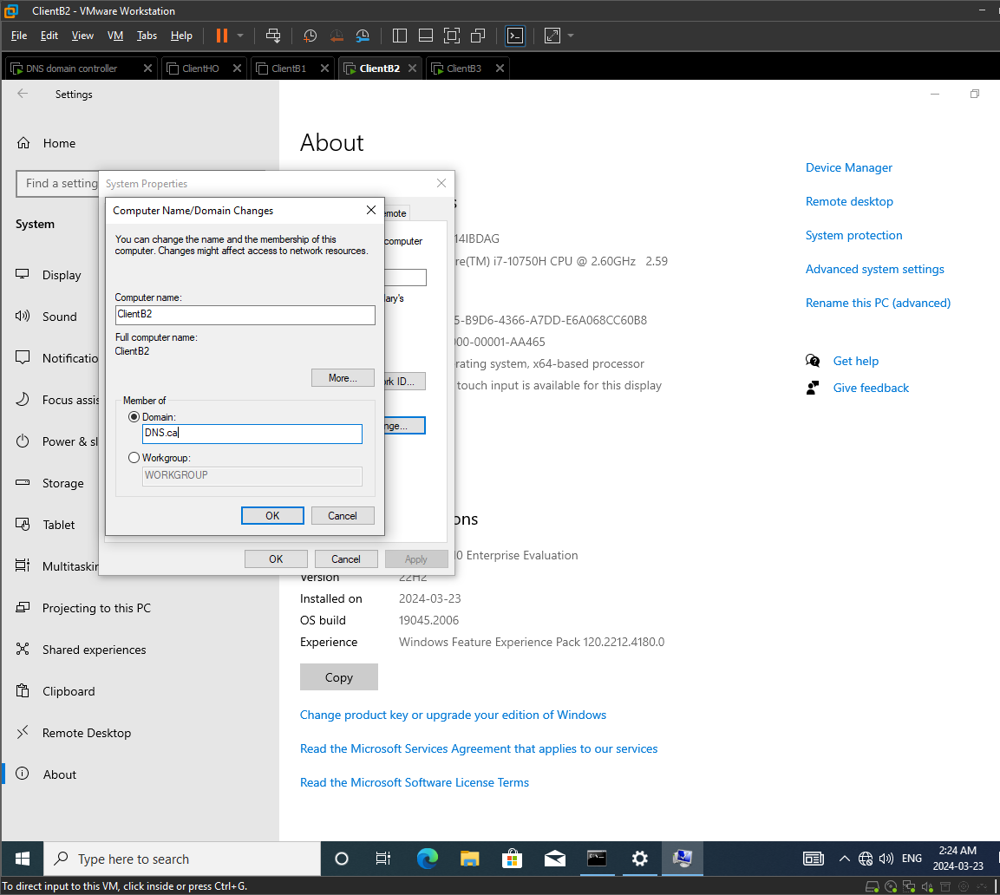 ClientB2 - VMware Workstation
File Edit View VM Tabs Help
DNS domain controller ClientHO ClientB1 ClientB2 ClientB3
Settings
Home
Find a setting
System
Display
Sound
Notificatio
Focus assis
Power & sl
Storage
Tablet
Multitaskin
Projecting to this PC
Shared experiences
Clipboard
Remote Desktop
About
System Properties
emote
computer
ary's
rk ID...
nge...
OK Cancel Apply
Computer Name/Domain Changes
You can change the name and the membership of this
computer. Changes might affect access to network resources.
Computer name:
ClientB2
Full computer name:
ClientB2
More...
Member of
Domain:
DNS.ca
Workgroup:
WORKGROUP
OK Cancel
About
s
14IBDAG
re(TM) i7-10750H CPU @ 2.60GHz 2.59
5-B9D6-4366-A7DD-E6A068CC60B8
000-00001-AA465
rating system, x64-based processor
touch input is available for this display
ons
0 Enterprise Evaluation
Version 22H2
Installed on 2024-03-23
OS build 19045.2006
Experience Windows Feature Experience Pack 120.2212.4180.0
Copy
Change product key or upgrade your edition of Windows
Read the Microsoft Services Agreement that applies to our services
Read the Microsoft Software License Terms
Device Manager
Remote desktop
System protection
Advanced system settings
Rename this PC (advanced)
Get help
Give feedback
Type here to search
ENG
2:24 AM
2024-03-23
To direct input to this VM, click inside or press Ctrl+G.